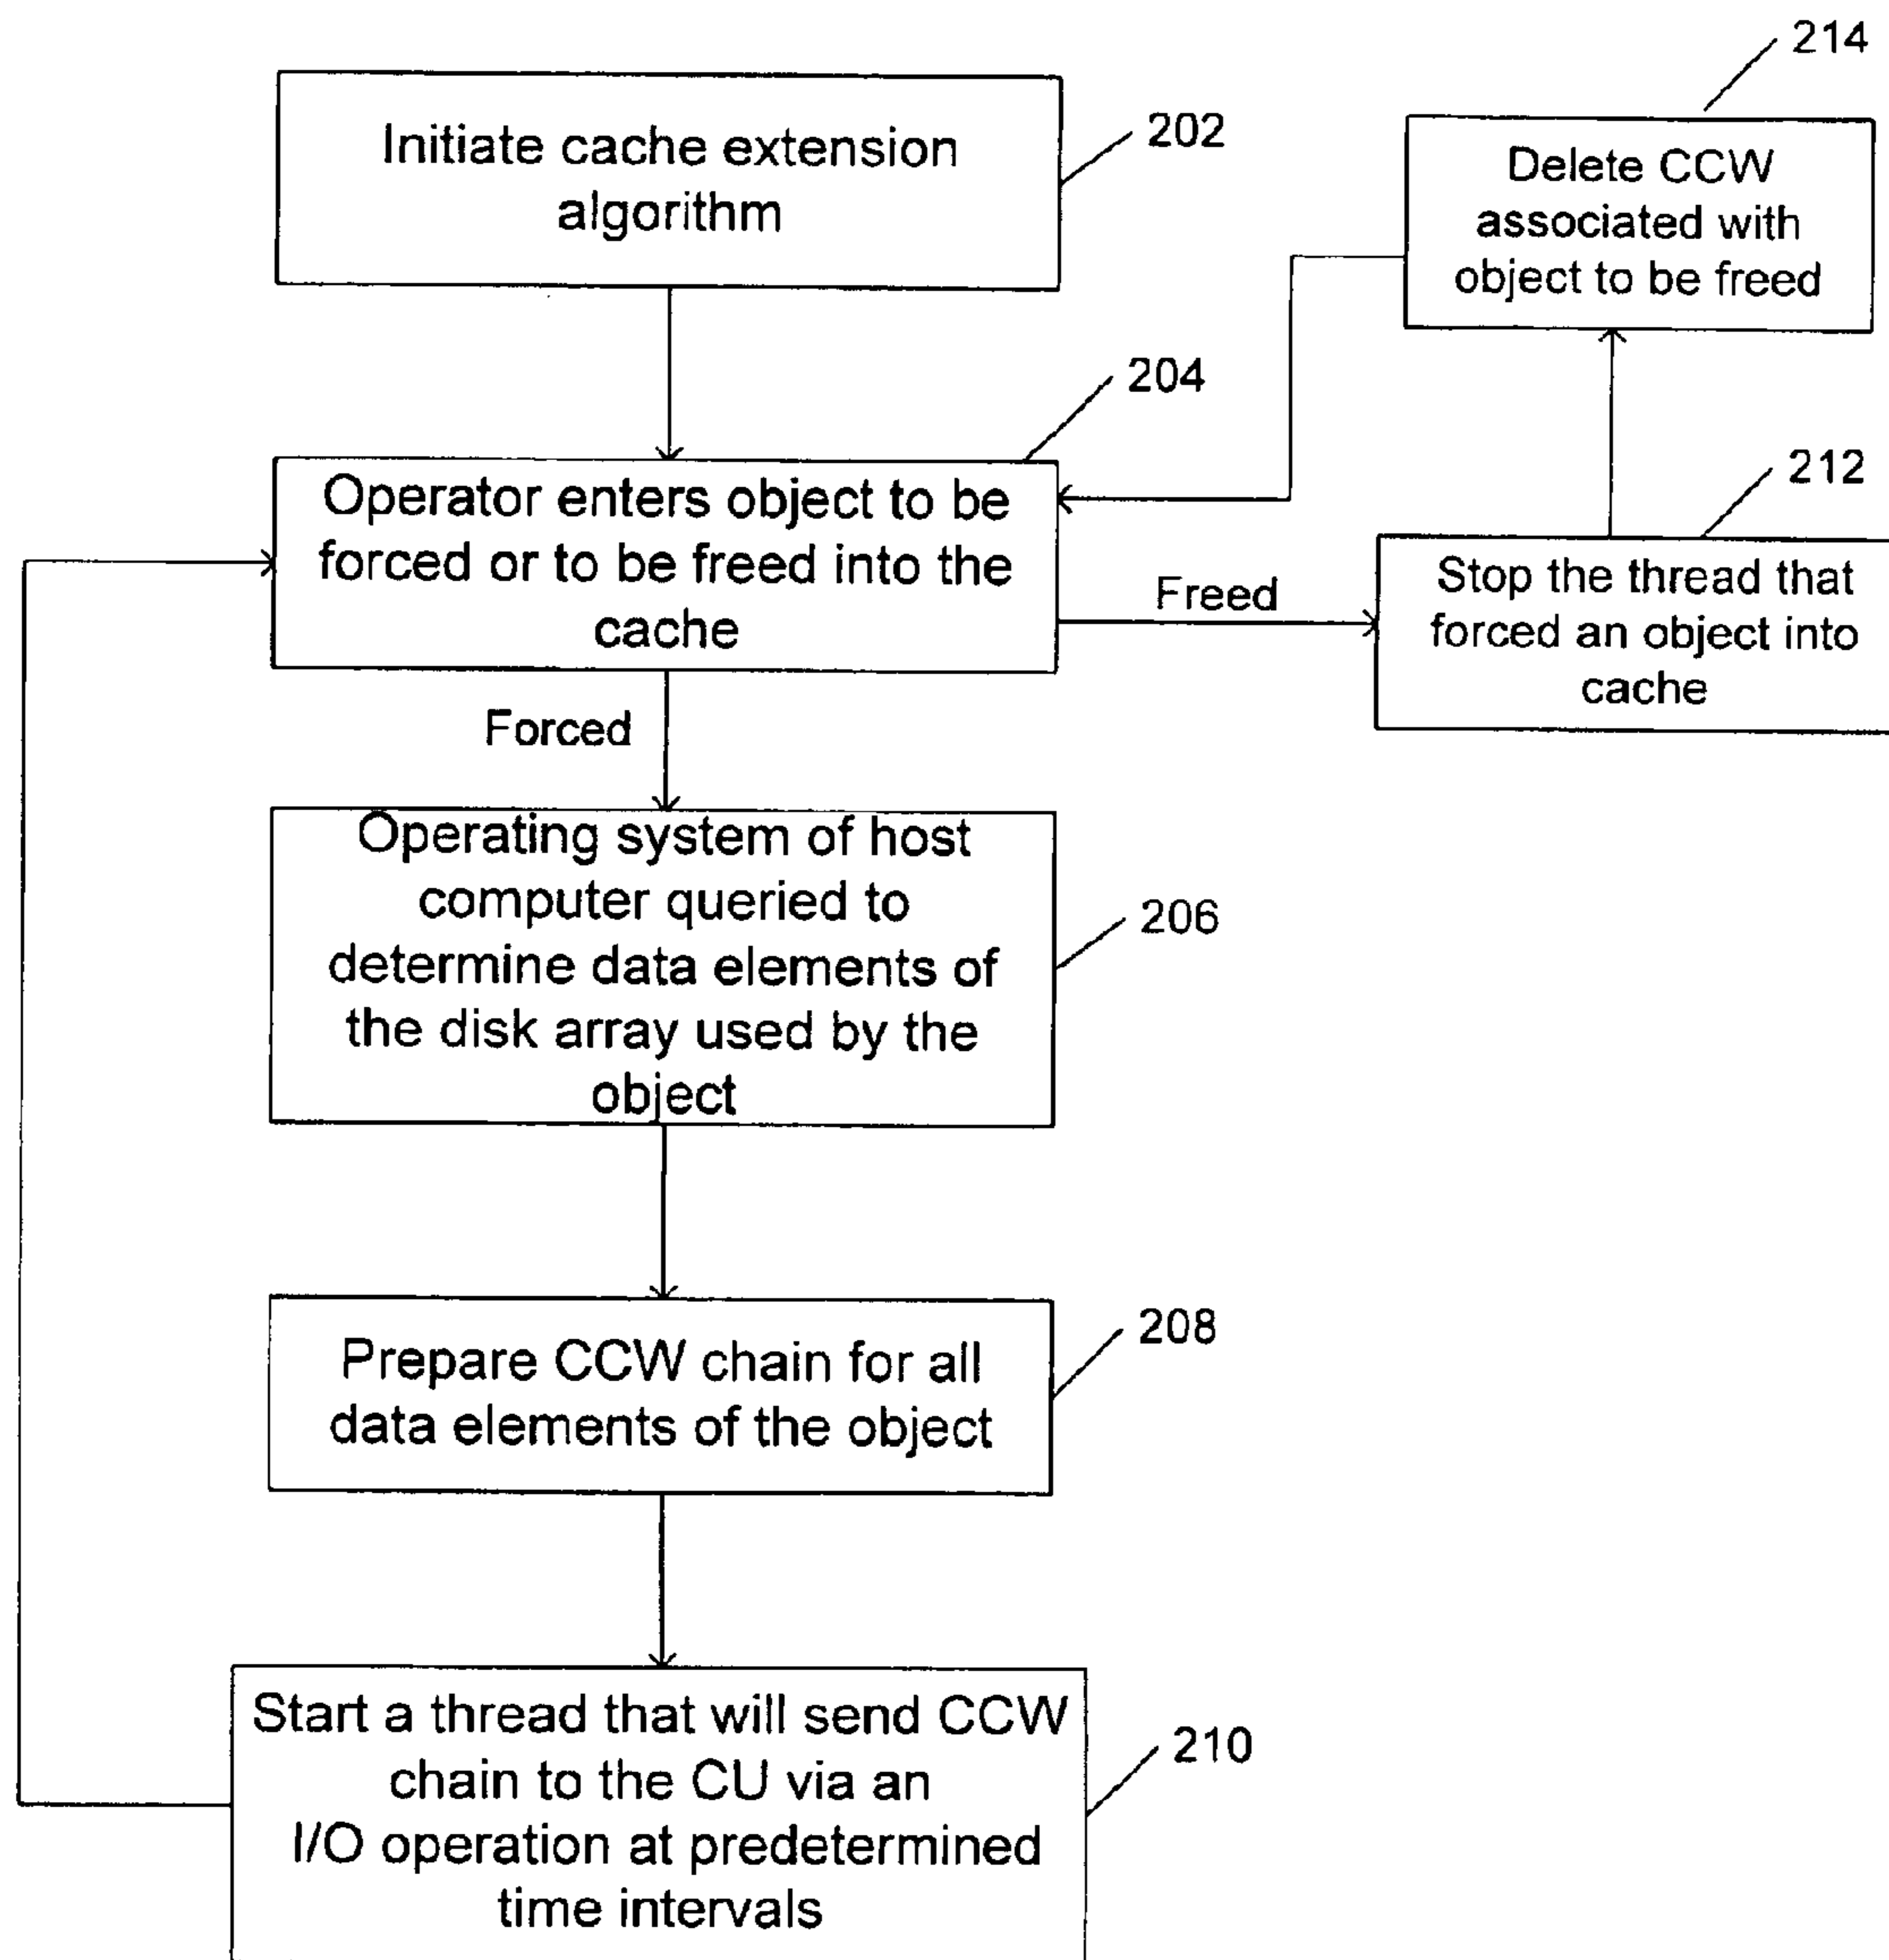 Initiate cache extension
algorithm
202
214
Delete CCW
associated with
object to be freed
204
Operator enters object to be
forced or to be freed into the
cache
Freed
212
Stop the thread that
forced an object into
cache
Forced
Operating system of host
computer queried to
determine data elements of
the disk array used by the
object
206
Prepare CCW chain for all
data elements of the object
208
Start a thread that will send CCW
chain to the CU via an
I/O operation at predetermined
time intervals
210